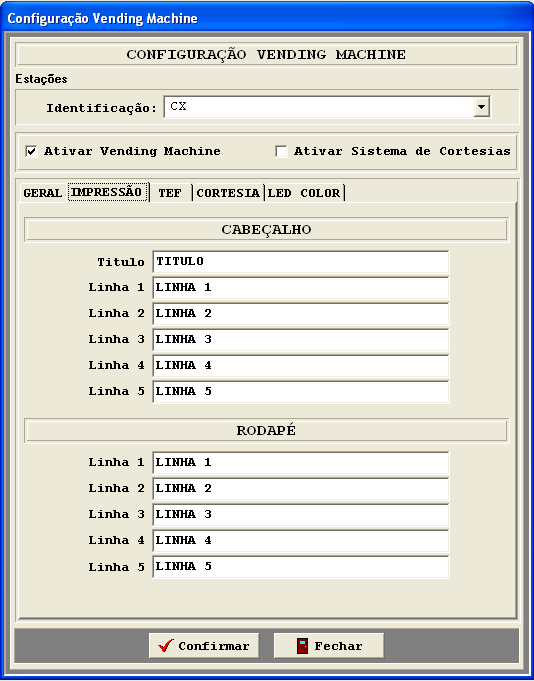 Configuração Vending Machine
CONFIGURAÇÃO VENDING MACHINE
Estações
Identificação: CX
Ativar Vending Machine Ativar Sistema de Cortesias
GERAL IMPRESSÃO TEF CORTESIA LED COLOR
CABEÇALHO
Titulo TITULO
Linha 1 LINHA 1
Linha 2 LINHA 2
Linha 3 LINHA 3
Linha 4 LINHA 4
Linha 5 LINHA 5
RODAPÉ
Linha 1 LINHA 1
Linha 2 LINHA 2
Linha 3 LINHA 3
Linha 4 LINHA 4
Linha 5 LINHA 5
Confirmar Fechar